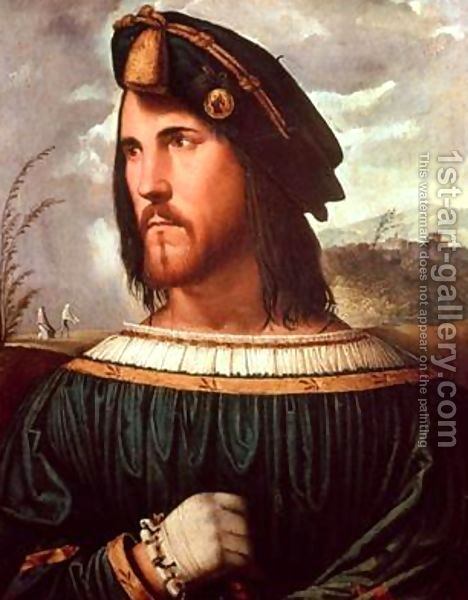 1st-art-gallery.com
This watermark does not appear on the painting